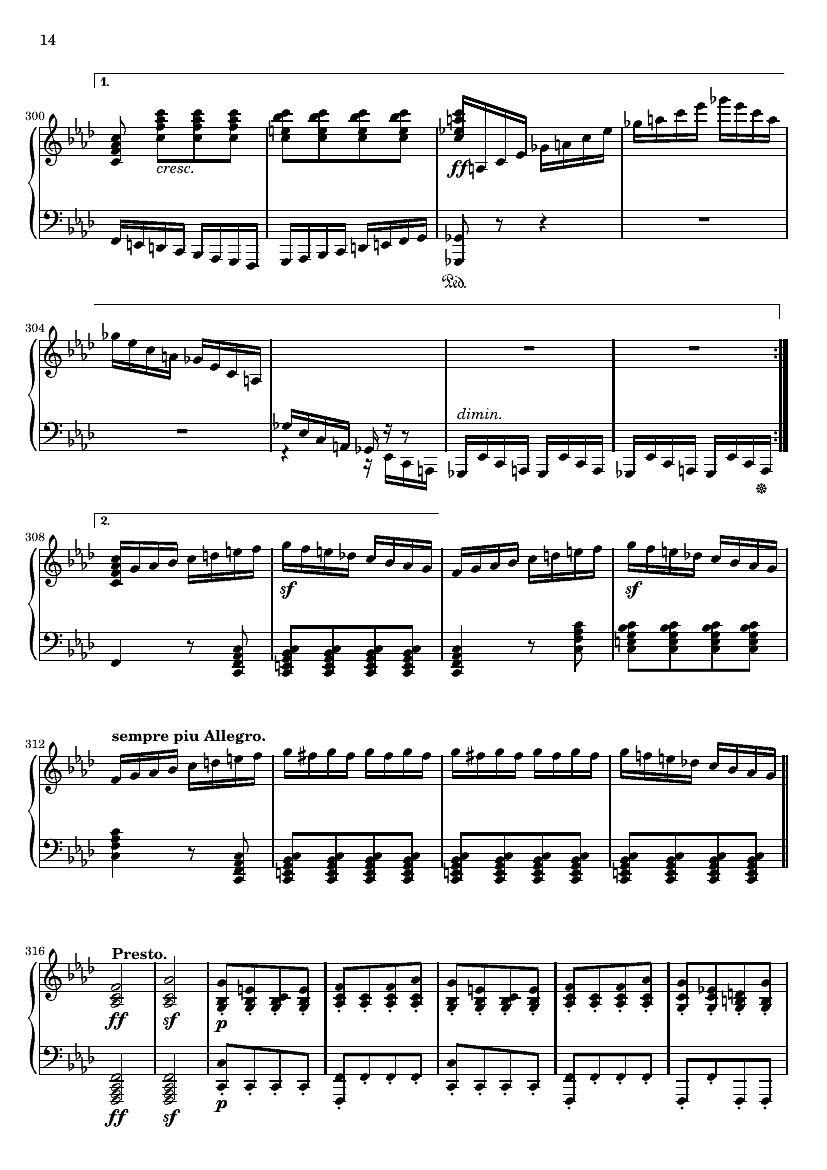 14
1.
300
cresc.
ff
Ped.
304
dimin.
2.
308
sf
sf
sempre piu Allegro.
312
Presto.
316
ff
sf
p
ff
sf
p